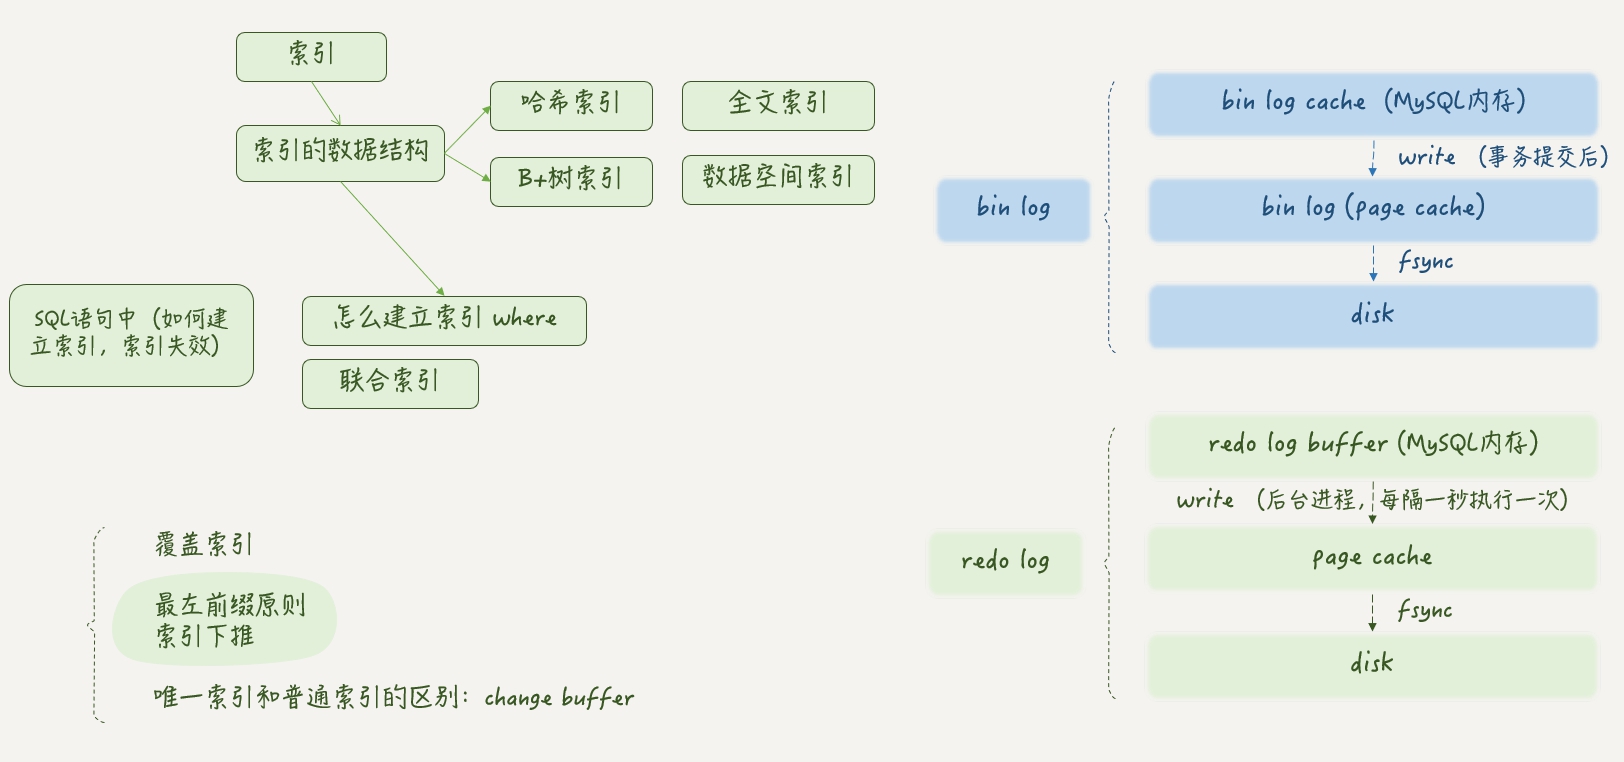 索引
索引的数据结构
哈希索引
全文索引
B+树索引
数据空间索引
SQL语句中（如何建
立索引，索引失效）
怎么建立索引 where
联合索引
覆盖索引
最左前缀原则
索引下推
唯一索引和普通索引的区别：change buffer
bin log
bin log cache（MySQL内存）
write （事务提交后）
bin log (page cache)
fsync
disk
redo log
redo log buffer (MySQL内存)
write （后台进程，每隔一秒执行一次）
page cache
fsync
disk